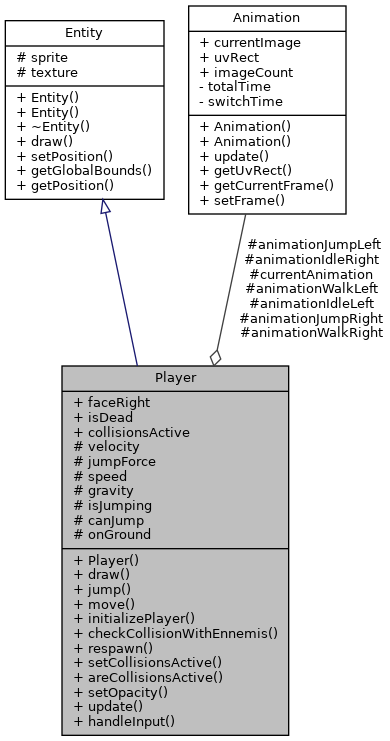 Entity
# sprite
# texture
+ Entity()
+ Entity()
+ ~Entity()
+ draw()
+ setPosition()
+ getGlobalBounds()
+ getPosition()
Animation
+ currentImage
+ uvRect
+ imageCount
- totalTime
- switchTime
+ Animation()
+ Animation()
+ update()
+ getUvRect()
+ getCurrentFrame()
+ setFrame()
#animationJumpLeft
#animationIdleRight
#currentAnimation
#animationWalkLeft
#animationIdleLeft
#animationJumpRight
#animationWalkRight
Player
+ faceRight
+ isDead
+ collisionsActive
# velocity
# jumpForce
# speed
# gravity
# isJumping
# canJump
# onGround
+ Player()
+ draw()
+ jump()
+ move()
+ initializePlayer()
+ checkCollisionWithEnnemis()
+ respawn()
+ setCollisionsActive()
+ areCollisionsActive()
+ setOpacity()
+ update()
+ handleInput()